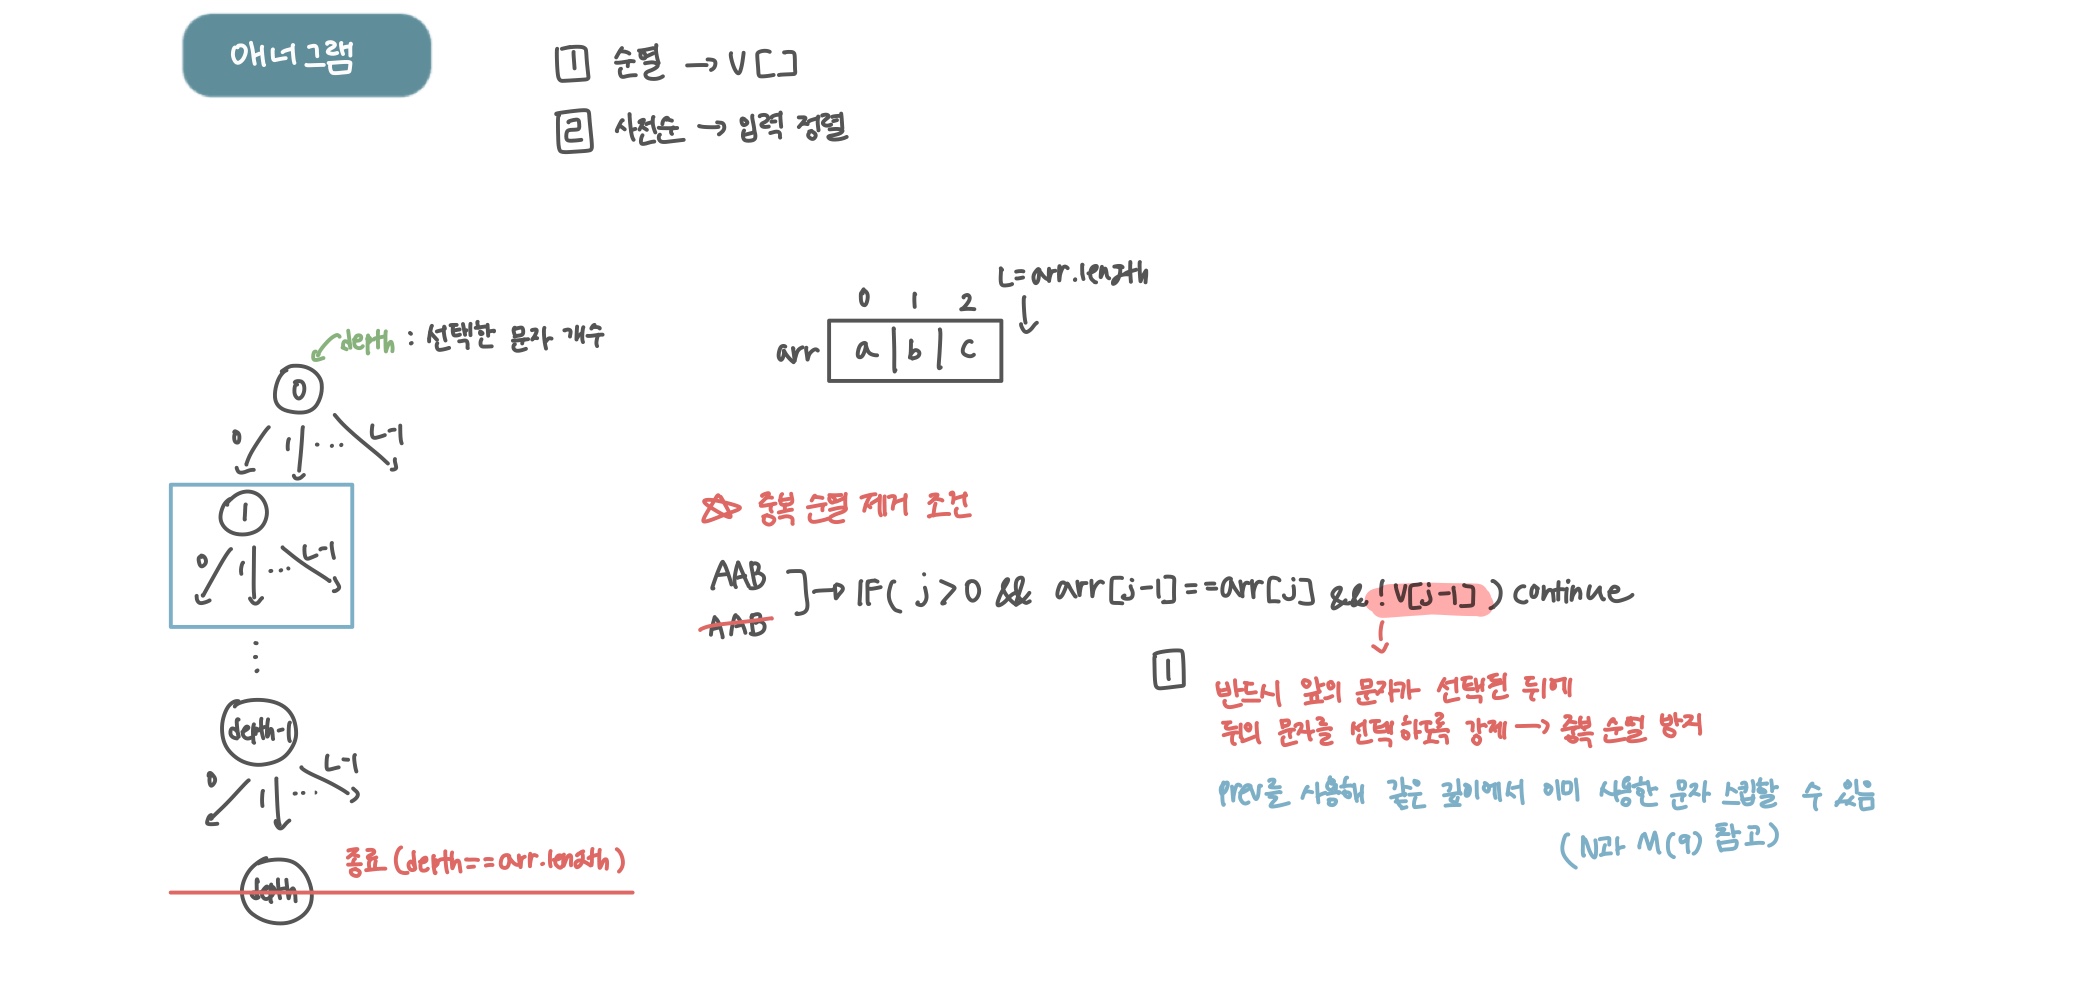 애너그램
1 순열 → V[]
2 사전순 → 입력 정렬
L=arr.length
0 1 2
arr a b c
depth : 선택한 문자 개수
0
0 1 ... L-1
1
0 1 ... L-1
depth-1
0 1 ... L-1
종료 (depth==arr.length)
depth
☆ 중복 순열 제거 조건
AAB
AAB
→ IF( j>0 && arr[j-1]==arr[j] && !V[j-1] ) continue
1
반드시 앞의 문자가 선택된 뒤에
뒤의 문자를 선택하도록 강제 → 중복 순열 방지
prev를 사용해 같은 깊이에서 이미 사용한 문자 스킵할 수 있음
(N과 M(9) 참고)